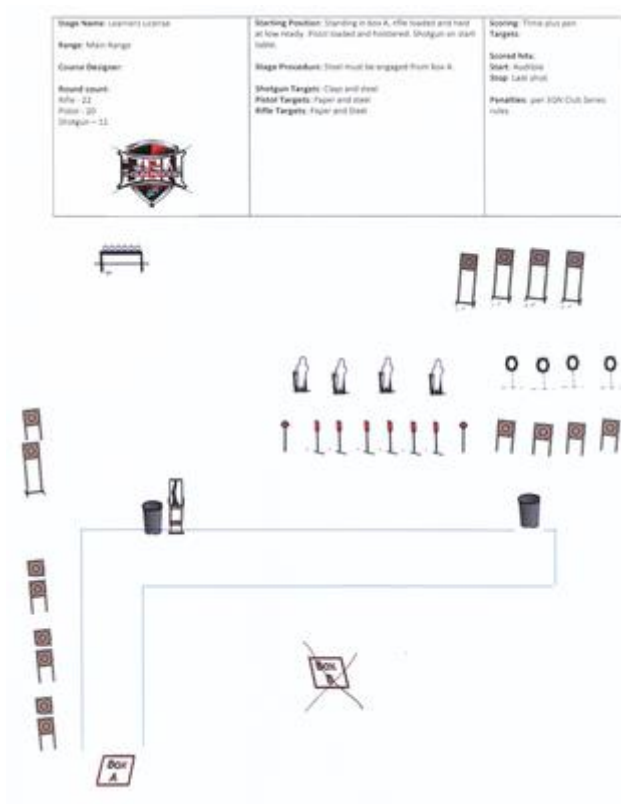 Stage Name: Learners License
Range: Main Range
Course Designer:
Round count:
Rifle - 22
Pistol - 20
Shotgun – 11
Starting Position: Standing in box A, rifle loaded and held
at low ready. Pistol loaded and holstered. Shotgun on start
table.
Stage Procedure: Steel must be engaged from box A.
Shotgun Targets: Clays and steel
Pistol Targets: Paper and steel
Rifle Targets: Paper and Steel
Scoring: Time plus pen
Targets:
Scored hits:
Start: Audible
Stop: Last shot
Penalties: per 3GN Club Series
rules
BOX
B
BOX
A